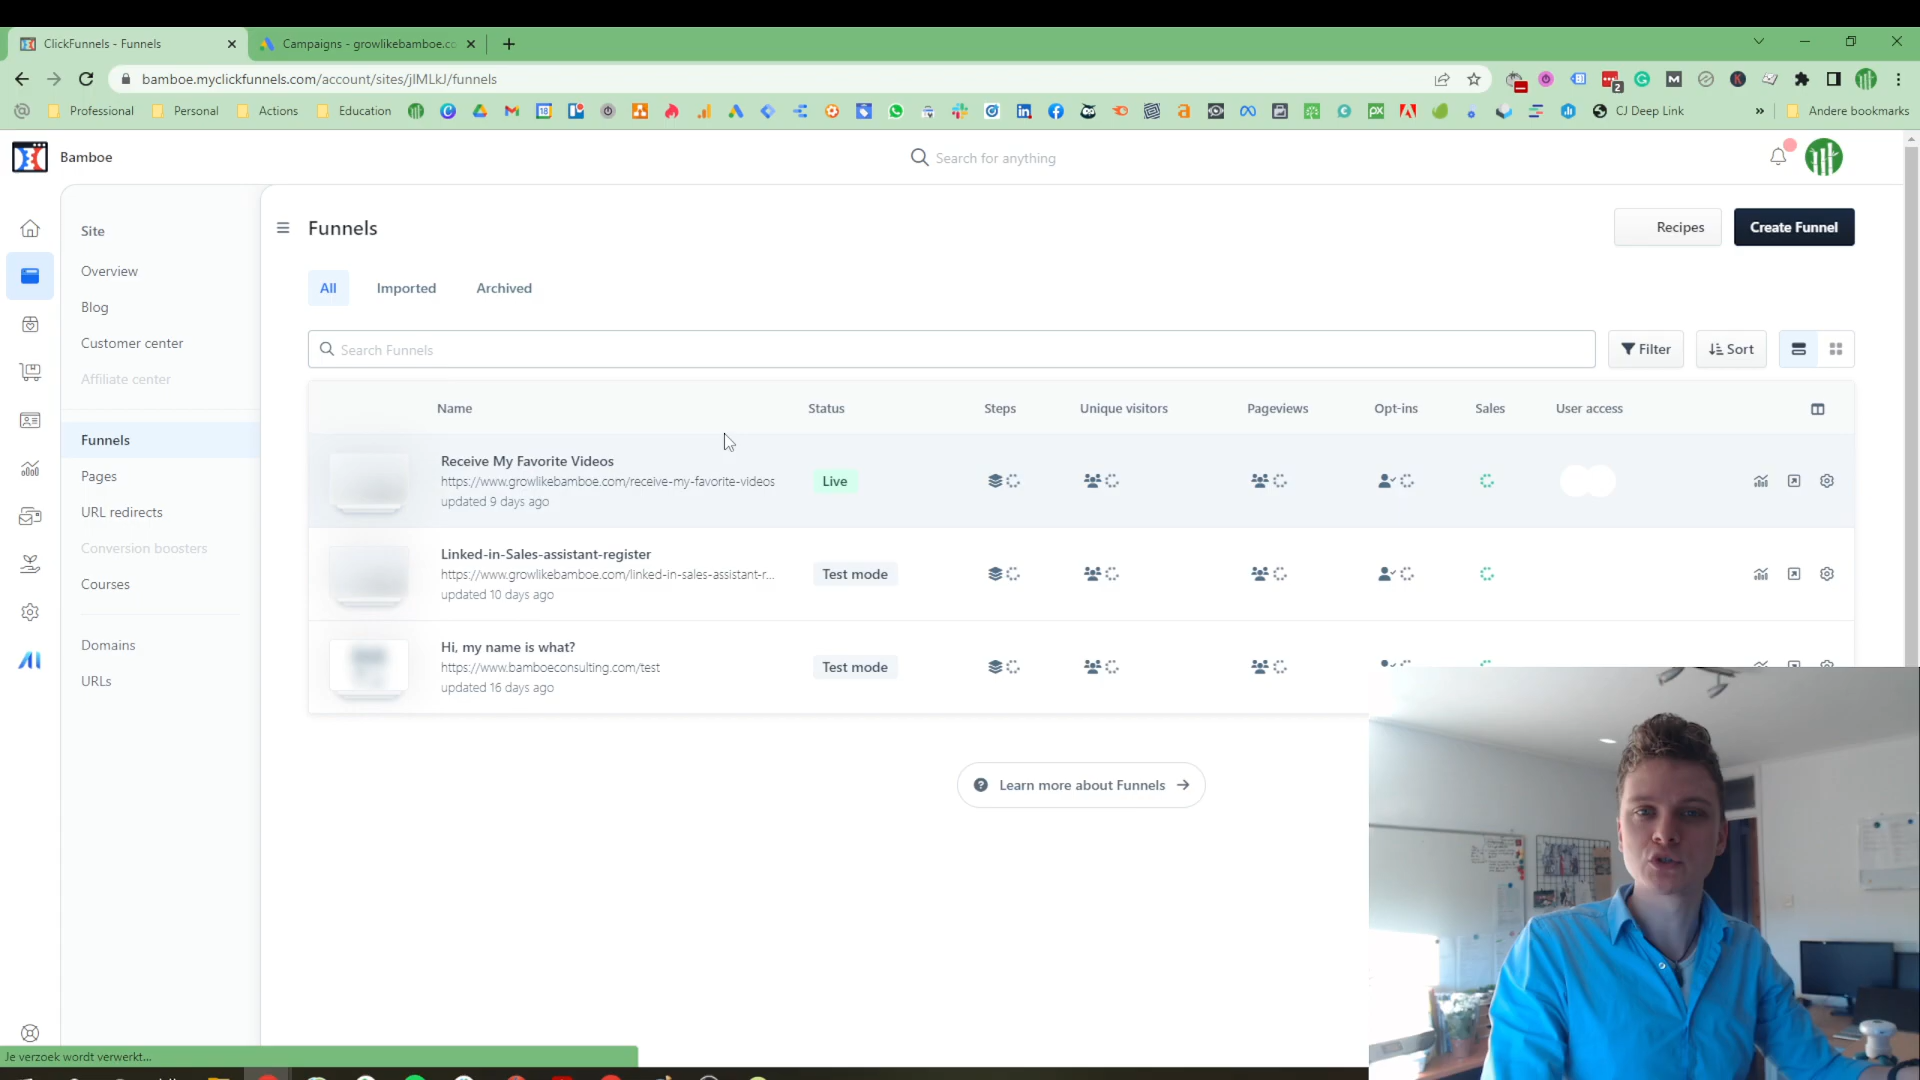 ClickFunnels - Funnels
Campaigns - growlikebamboe.co
bamboe.myclickfunnels.com/account/sites/jlMLkJ/funnels
Professional
Personal
Actions
Education
CJ Deep Link
Andere bookmarks
Bamboe
Search for anything
Site
Overview
Blog
Customer center
Affiliate center
Funnels
Pages
URL redirects
Conversion boosters
Courses
Domains
URLs
Funnels
Recipes
Create Funnel
All
Imported
Archived
Search Funnels
Filter
Sort
Name
Status
Steps
Unique visitors
Pageviews
Opt-ins
Sales
User access
Receive My Favorite Videos
https://www.growlikebamboe.com/receive-my-favorite-videos
updated 9 days ago
Live
Linked-in-Sales-assistant-register
https://www.growlikebamboe.com/linked-in-sales-assistant-r...
updated 10 days ago
Test mode
Hi, my name is what?
https://www.bamboeconsulting.com/test
updated 16 days ago
Test mode
Learn more about Funnels
Je verzoek wordt verwerkt...